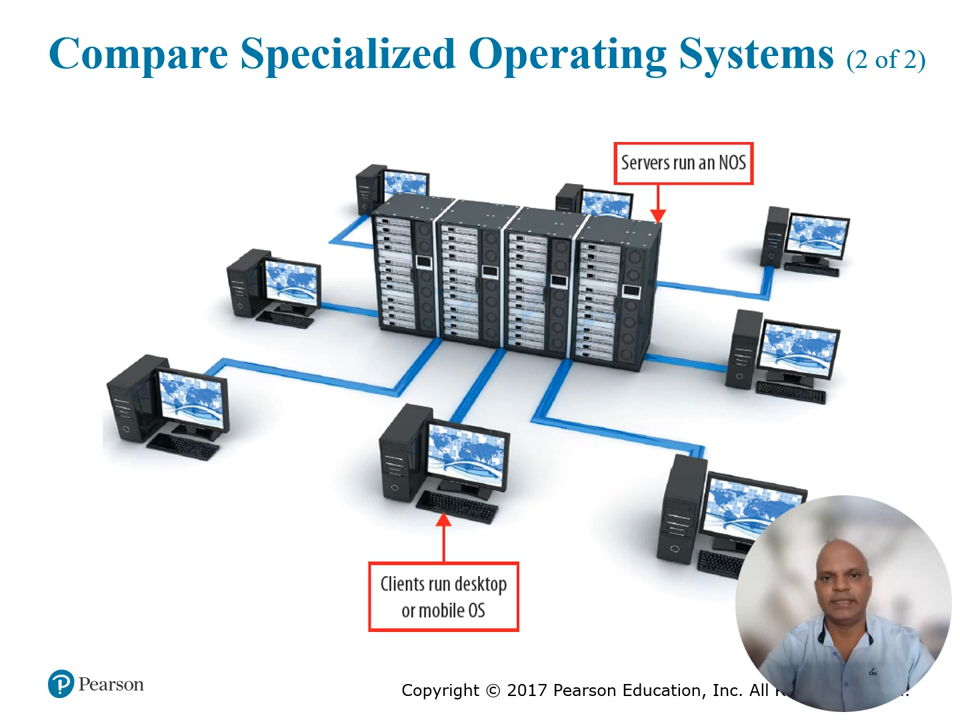 Compare Specialized Operating Systems (2 of 2)
Servers run an NOS
Clients run desktop
or mobile OS
Pearson
Copyright © 2017 Pearson Education, Inc. All